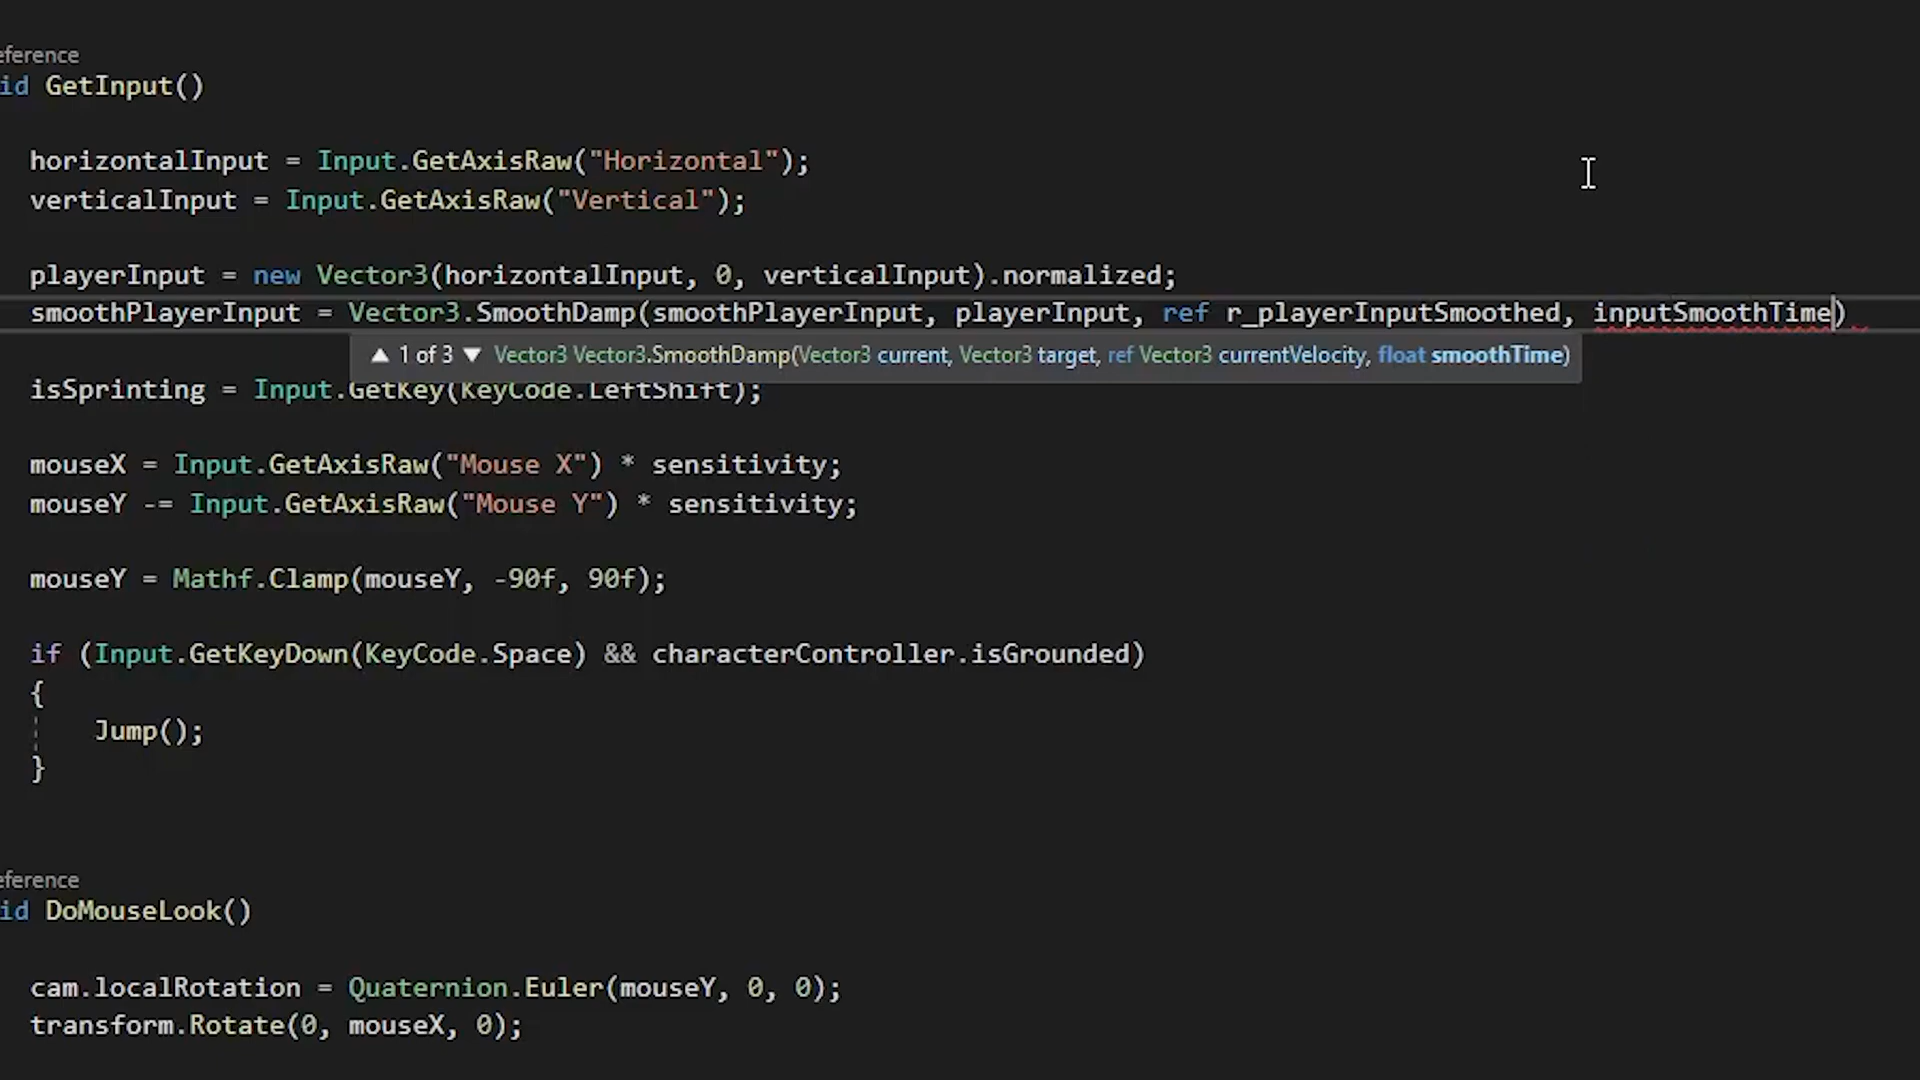 eference
id GetInput()
horizontalInput = Input.GetAxisRaw("Horizontal");
verticalInput = Input.GetAxisRaw("Vertical");
playerInput = new Vector3(horizontalInput, 0, verticalInput).normalized;
smoothPlayerInput = Vector3.SmoothDamp(smoothPlayerInput, playerInput, ref r_playerInputSmoothed, inputSmoothTime)
▲ 1 of 3 ▼ Vector3 Vector3.SmoothDamp(Vector3 current, Vector3 target, ref Vector3 currentVelocity, float smoothTime)
isSprinting = Input.GetKey(KeyCode.LeftShift);
mouseX = Input.GetAxisRaw("Mouse X") * sensitivity;
mouseY -= Input.GetAxisRaw("Mouse Y") * sensitivity;
mouseY = Mathf.Clamp(mouseY, -90f, 90f);
if (Input.GetKeyDown(KeyCode.Space) && characterController.isGrounded)
{
Jump();
}
eference
id DoMouseLook()
cam.localRotation = Quaternion.Euler(mouseY, 0, 0);
transform.Rotate(0, mouseX, 0);